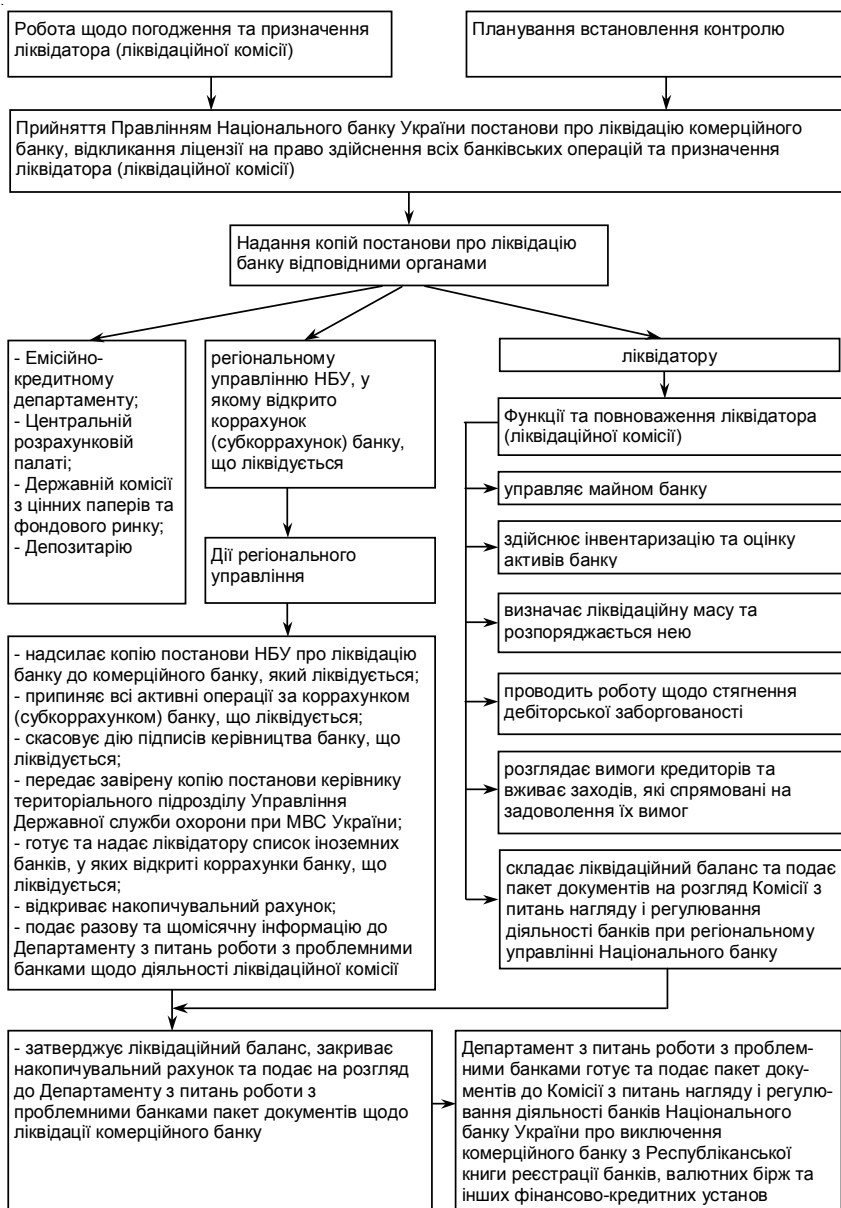 Робота щодо погодження та призначення
ліквідатора (ліквідаційної комісії)
Планування встановлення контролю
Прийняття Правлінням Національного банку України постанови про ліквідацію комерційного
банку, відкликання ліцензії на право здійснення всіх банківських операцій та призначення
ліквідатора (ліквідаційної комісії)
Надання копій постанови про ліквідацію
банку відповідними органами
- Емісійно-
кредитному
департаменту;
- Центральній
розрахунковій
палаті;
- Державній комісії
з цінних паперів та
фондового ринку;
- Депозитарію
регіональному
управлінню НБУ, у
якому відкрито
коррахунок
(субкоррахунок) банку,
що ліквідується
Дії регіонального
управління
- надсилає копію постанови НБУ про ліквідацію
банку до комерційного банку, який ліквідується;
- припиняє всі активні операції за коррахунком
(субкоррахунком) банку, що ліквідується;
- скасовує дію підписів керівництва банку, що
ліквідується;
- передає завірену копію постанови керівнику
територіального підрозділу Управління
Державної служби охорони при МВС України;
- готує та надає ліквідатору список іноземних
банків, у яких відкриті коррахунки банку, що
ліквідується;
- відкриває накопичувальний рахунок;
- подає разову та щомісячну інформацію до
Департаменту з питань роботи з проблемними
банками щодо діяльності ліквідаційної комісії
ліквідатору
Функції та повноваження ліквідатора
(ліквідаційної комісії)
управляє майном банку
здійснює інвентаризацію та оцінку
активів банку
визначає ліквідаційну масу та
розпоряджається нею
проводить роботу щодо стягнення
дебіторської заборгованості
розглядає вимоги кредиторів та
вживає заходів, які спрямовані на
задоволення їх вимог
складає ліквідаційний баланс та подає
пакет документів на розгляд Комісії з
питань нагляду і регулювання
діяльності банків при регіональному
управлінні Національного банку
- затверджує ліквідаційний баланс, закриває
накопичувальний рахунок та подає на розгляд
до Департаменту з питань роботи з
проблемними банками пакет документів щодо
ліквідації комерційного банку
Департамент з питань роботи з проблем-
ними банками готує та подає пакет доку-
ментів до Комісії з питань нагляду і регулю-
вання діяльності банків Національного
банку України про виключення
комерційного банку з Республіканської
книги реєстрації банків, валютних бірж та
інших фінансово-кредитних установ